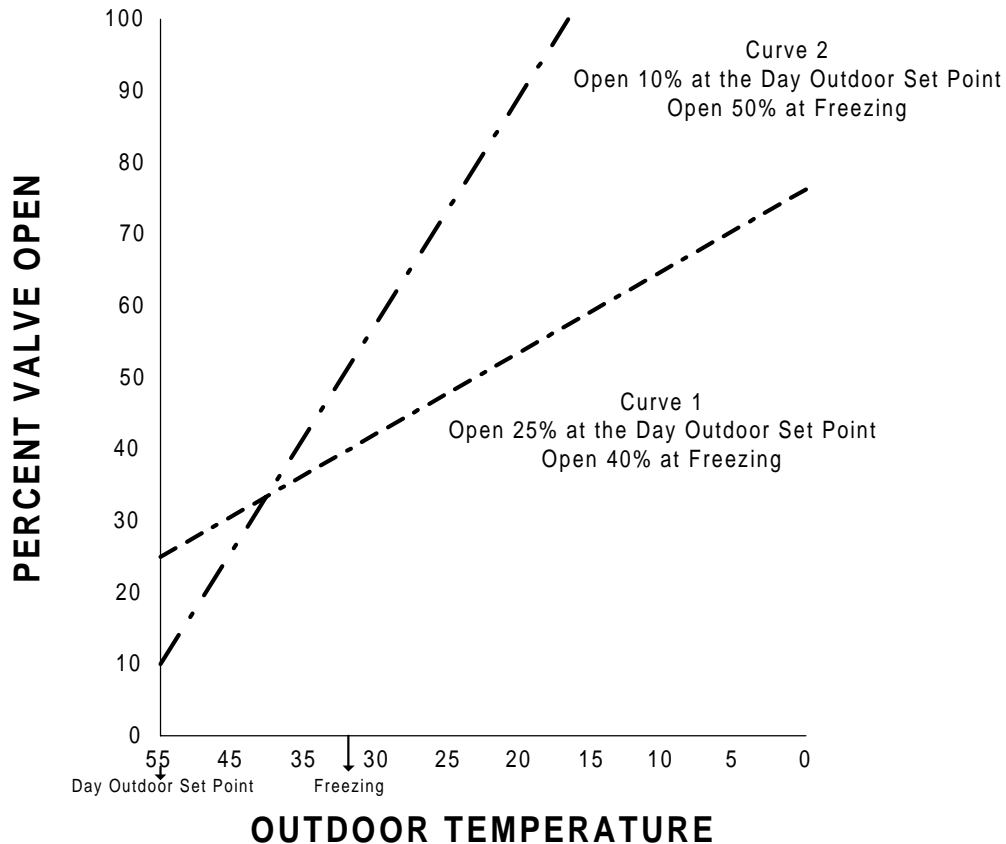 PERCENT VALVE OPEN
100
90
80
70
60
50
40
30
20
10
0
Curve 2
Open 10% at the Day Outdoor Set Point
Open 50% at Freezing
Curve 1
Open 25% at the Day Outdoor Set Point
Open 40% at Freezing
55 45 35 30 25 20 15 10 5 0
Day Outdoor Set Point Freezing
OUTDOOR TEMPERATURE